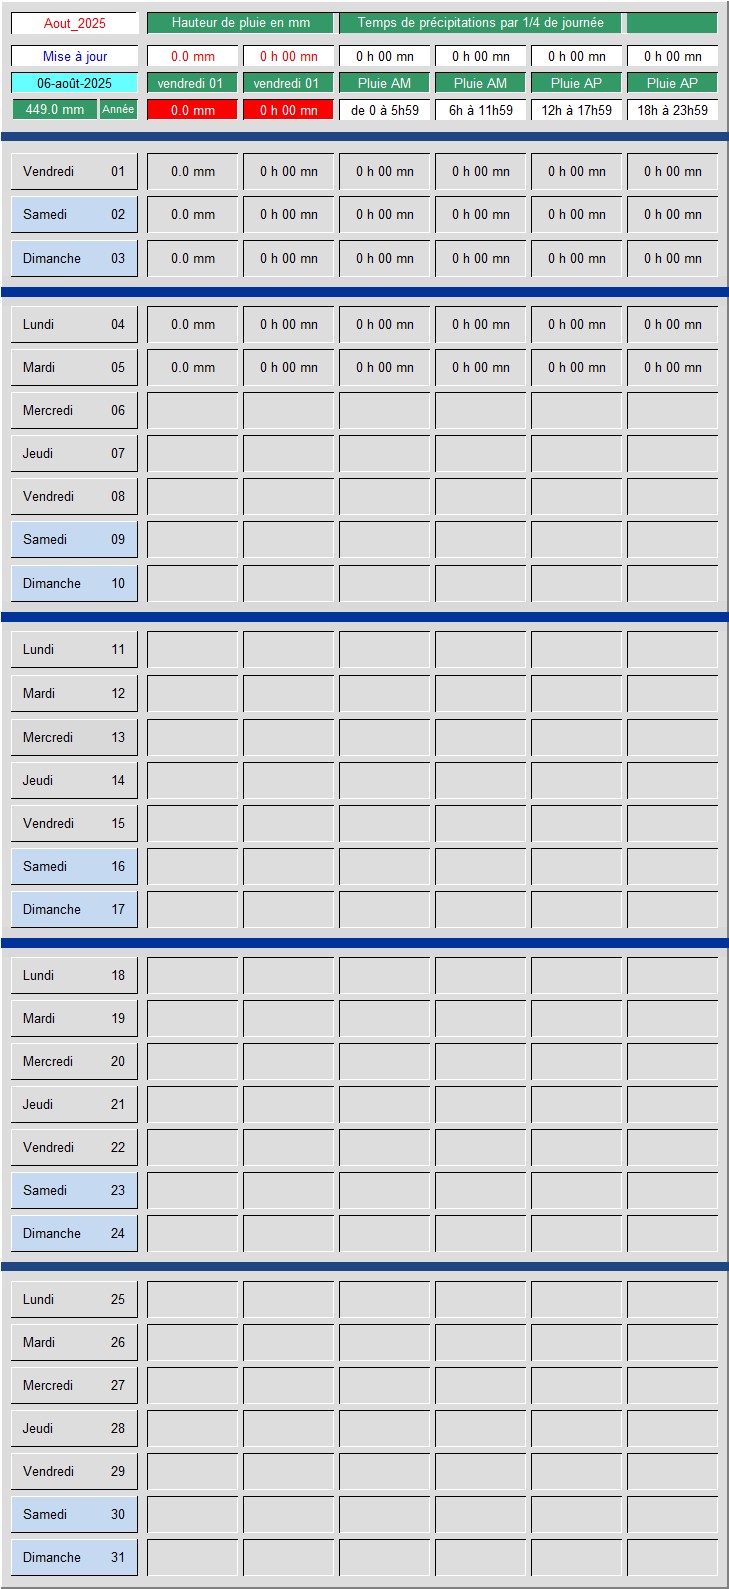 Aout_2025 Hauteur de pluie en mm Temps de précipitations par 1/4 de journée
Mise à jour 0.0 mm 0 h 00 mn 0 h 00 mn 0 h 00 mn 0 h 00 mn 0 h 00 mn
06-août-2025 vendredi 01 vendredi 01 Pluie AM Pluie AM Pluie AP Pluie AP
449.0 mm Année 0.0 mm 0 h 00 mn de 0 à 5h59 6h à 11h59 12h à 17h59 18h à 23h59
Vendredi 01 0.0 mm 0 h 00 mn 0 h 00 mn 0 h 00 mn 0 h 00 mn 0 h 00 mn
Samedi 02 0.0 mm 0 h 00 mn 0 h 00 mn 0 h 00 mn 0 h 00 mn 0 h 00 mn
Dimanche 03 0.0 mm 0 h 00 mn 0 h 00 mn 0 h 00 mn 0 h 00 mn 0 h 00 mn
Lundi 04 0.0 mm 0 h 00 mn 0 h 00 mn 0 h 00 mn 0 h 00 mn 0 h 00 mn
Mardi 05 0.0 mm 0 h 00 mn 0 h 00 mn 0 h 00 mn 0 h 00 mn 0 h 00 mn
Mercredi 06
Jeudi 07
Vendredi 08
Samedi 09
Dimanche 10
Lundi 11
Mardi 12
Mercredi 13
Jeudi 14
Vendredi 15
Samedi 16
Dimanche 17
Lundi 18
Mardi 19
Mercredi 20
Jeudi 21
Vendredi 22
Samedi 23
Dimanche 24
Lundi 25
Mardi 26
Mercredi 27
Jeudi 28
Vendredi 29
Samedi 30
Dimanche 31